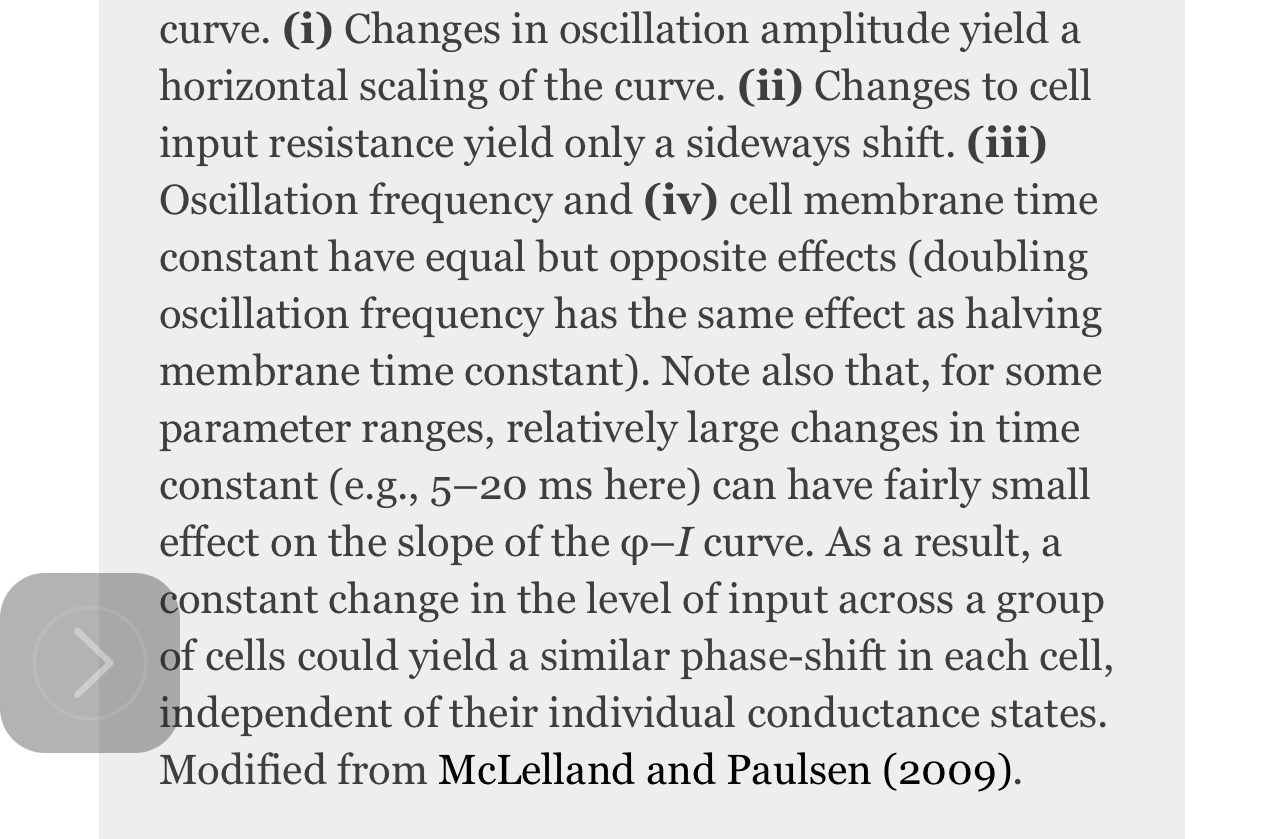 curve. (i) Changes in oscillation amplitude yield a
horizontal scaling of the curve. (ii) Changes to cell
input resistance yield only a sideways shift. (iii)
Oscillation frequency and (iv) cell membrane time
constant have equal but opposite effects (doubling
oscillation frequency has the same effect as halving
membrane time constant). Note also that, for some
parameter ranges, relatively large changes in time
constant (e.g., 5–20 ms here) can have fairly small
effect on the slope of the φ–I curve. As a result, a
constant change in the level of input across a group
of cells could yield a similar phase-shift in each cell,
independent of their individual conductance states.
Modified from McLelland and Paulsen (2009).